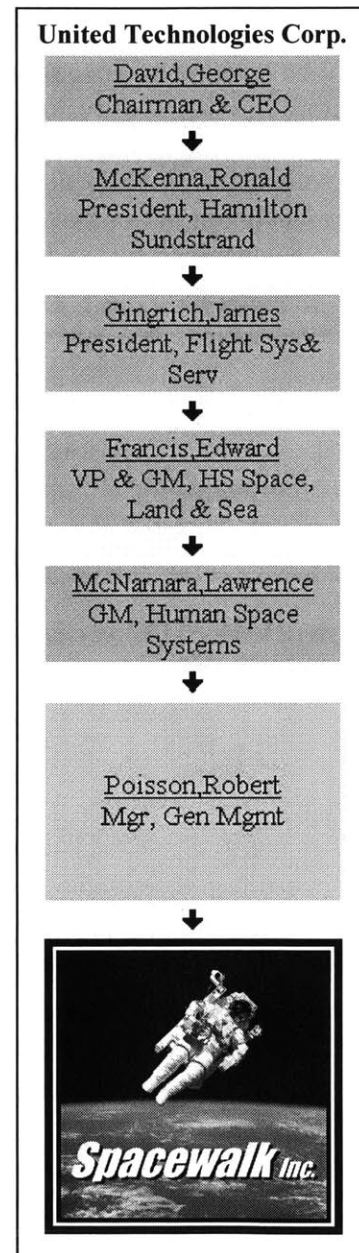 United Technologies Corp.
David,George
Chairman & CEO
McKenna,Ronald
President, Hamilton
Sundstrand
Gingrich,James
President, Flight Sys&
Serv
Francis,Edward
VP & GM, HS Space,
Land & Sea
McNamara,Lawrence
GM, Human Space
Systems
Poisson,Robert
Mgr, Gen Mgmt
Spacewalk Inc.